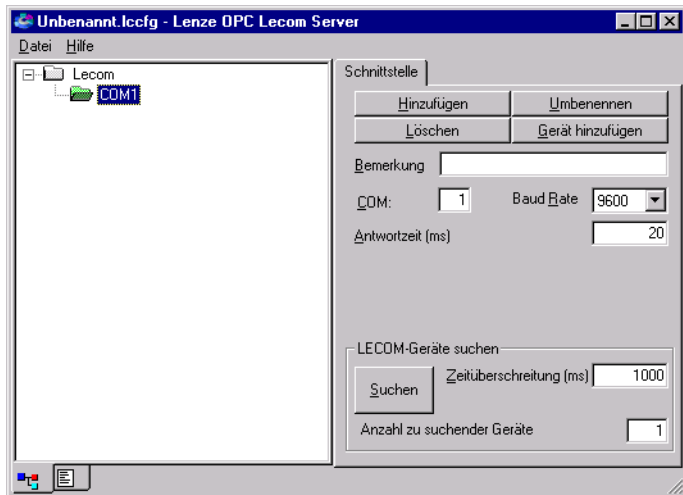 Unbenannt.lccfg - Lenze OPC Lecom Server
Datei Hilfe
Lecom
COM1
Schnittstelle
Hinzufügen Umbenennen
Löschen Gerät hinzufügen
Bemerkung
COM: 1 Baud Rate 9600
Antwortzeit (ms) 20
LECOM-Geräte suchen
Suchen Zeitüberschreitung (ms) 1000
Anzahl zu suchender Geräte 1